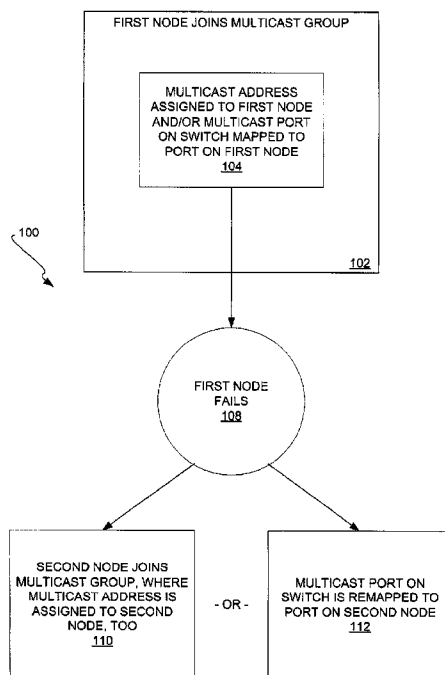 FIRST NODE JOINS MULTICAST GROUP
MULTICAST ADDRESS
ASSIGNED TO FIRST NODE
AND/OR MULTICAST PORT
ON SWITCH MAPPED TO
PORT ON FIRST NODE
104
100
102
FIRST NODE
FAILS
108
SECOND NODE JOINS
MULTICAST GROUP, WHERE
MULTICAST ADDRESS IS
ASSIGNED TO SECOND
NODE, TOO
110
- OR -
MULTICAST PORT ON
SWITCH IS REMAPPED TO
PORT ON SECOND NODE
112